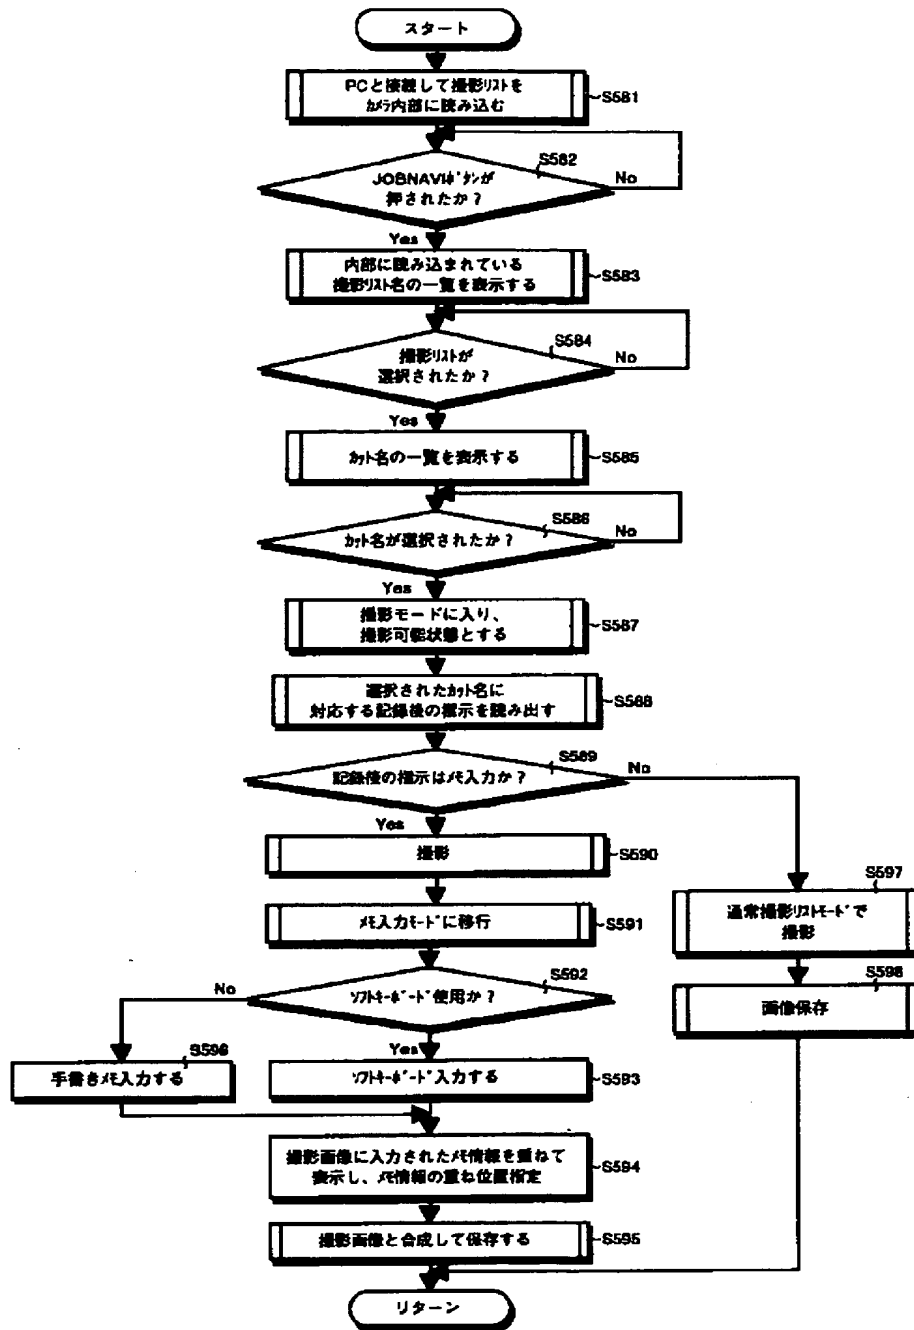 スタート
PCと接続して撮影リストを
カメラ内部に読み込む
S581
S582
JOBNAVIボタンが
押されたか？
No
Yes
内部に読み込まれている
撮影リスト名の一覧を表示する
S583
S584
撮影リストが
選択されたか？
No
Yes
カット名の一覧を表示する
S585
S586
カット名が選択されたか？
No
Yes
撮影モードに入り、
撮影可能状態とする
S587
選択されたカット名に
対応する記録後の指示を読み出す
S588
S589
記録後の指示はメモ入力か？
No
Yes
撮影
S590
S597
通常撮影リストモードで
撮影
メモ入力モードに移行
S591
S592
ソフトキーボード使用か？
No
S598
画像保存
Yes
S596
手書きメモ入力する
ソフトキーボード入力する
S593
撮影画像に入力されたメモ情報を重ねて
表示し、メモ情報の重ね位置指定
S594
撮影画像と合成して保存する
S595
リターン